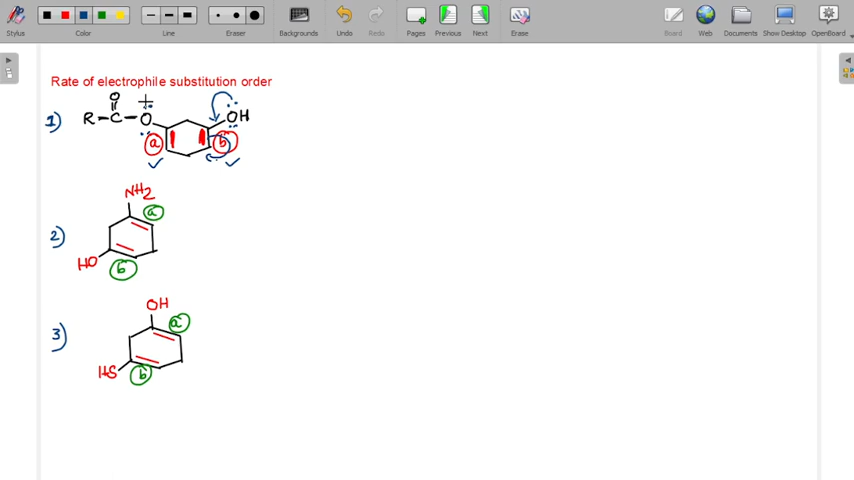 Stylus
Color
Line
Eraser
Backgrounds
Undo
Redo
Pages
Previous
Next
Erase
Board
Web
Documents
Show Desktop
OpenBoard
Rate of electrophile substitution order
1)
O
R-C-O
OH
a
b
2)
NH2
a
HO
b
3)
OH
a
HS
b